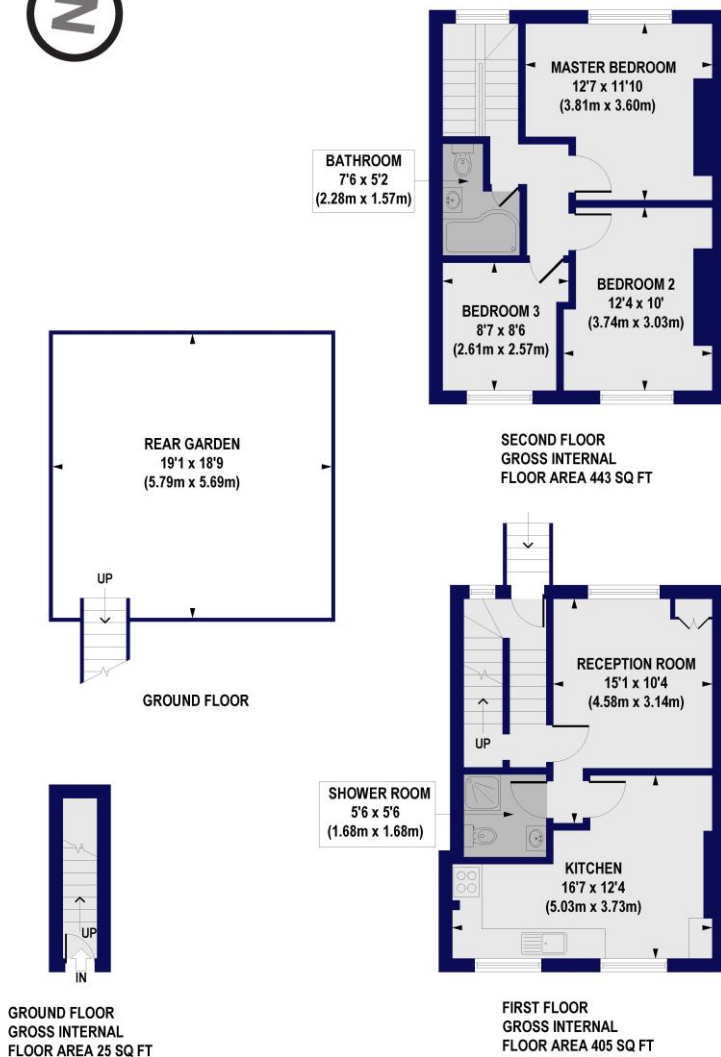 N
MASTER BEDROOM
12'7 x 11'10
(3.81m x 3.60m)
BATHROOM
7'6 x 5'2
(2.28m x 1.57m)
BEDROOM 2
12'4 x 10'
(3.74m x 3.03m)
BEDROOM 3
8'7 x 8'6
(2.61m x 2.57m)
SECOND FLOOR
GROSS INTERNAL
FLOOR AREA 443 SQ FT
REAR GARDEN
19'1 x 18'9
(5.79m x 5.69m)
UP
GROUND FLOOR
RECEPTION ROOM
15'1 x 10'4
(4.58m x 3.14m)
UP
SHOWER ROOM
5'6 x 5'6
(1.68m x 1.68m)
KITCHEN
16'7 x 12'4
(5.03m x 3.73m)
UP
IN
GROUND FLOOR
GROSS INTERNAL
FLOOR AREA 25 SQ FT
FIRST FLOOR
GROSS INTERNAL
FLOOR AREA 405 SQ FT